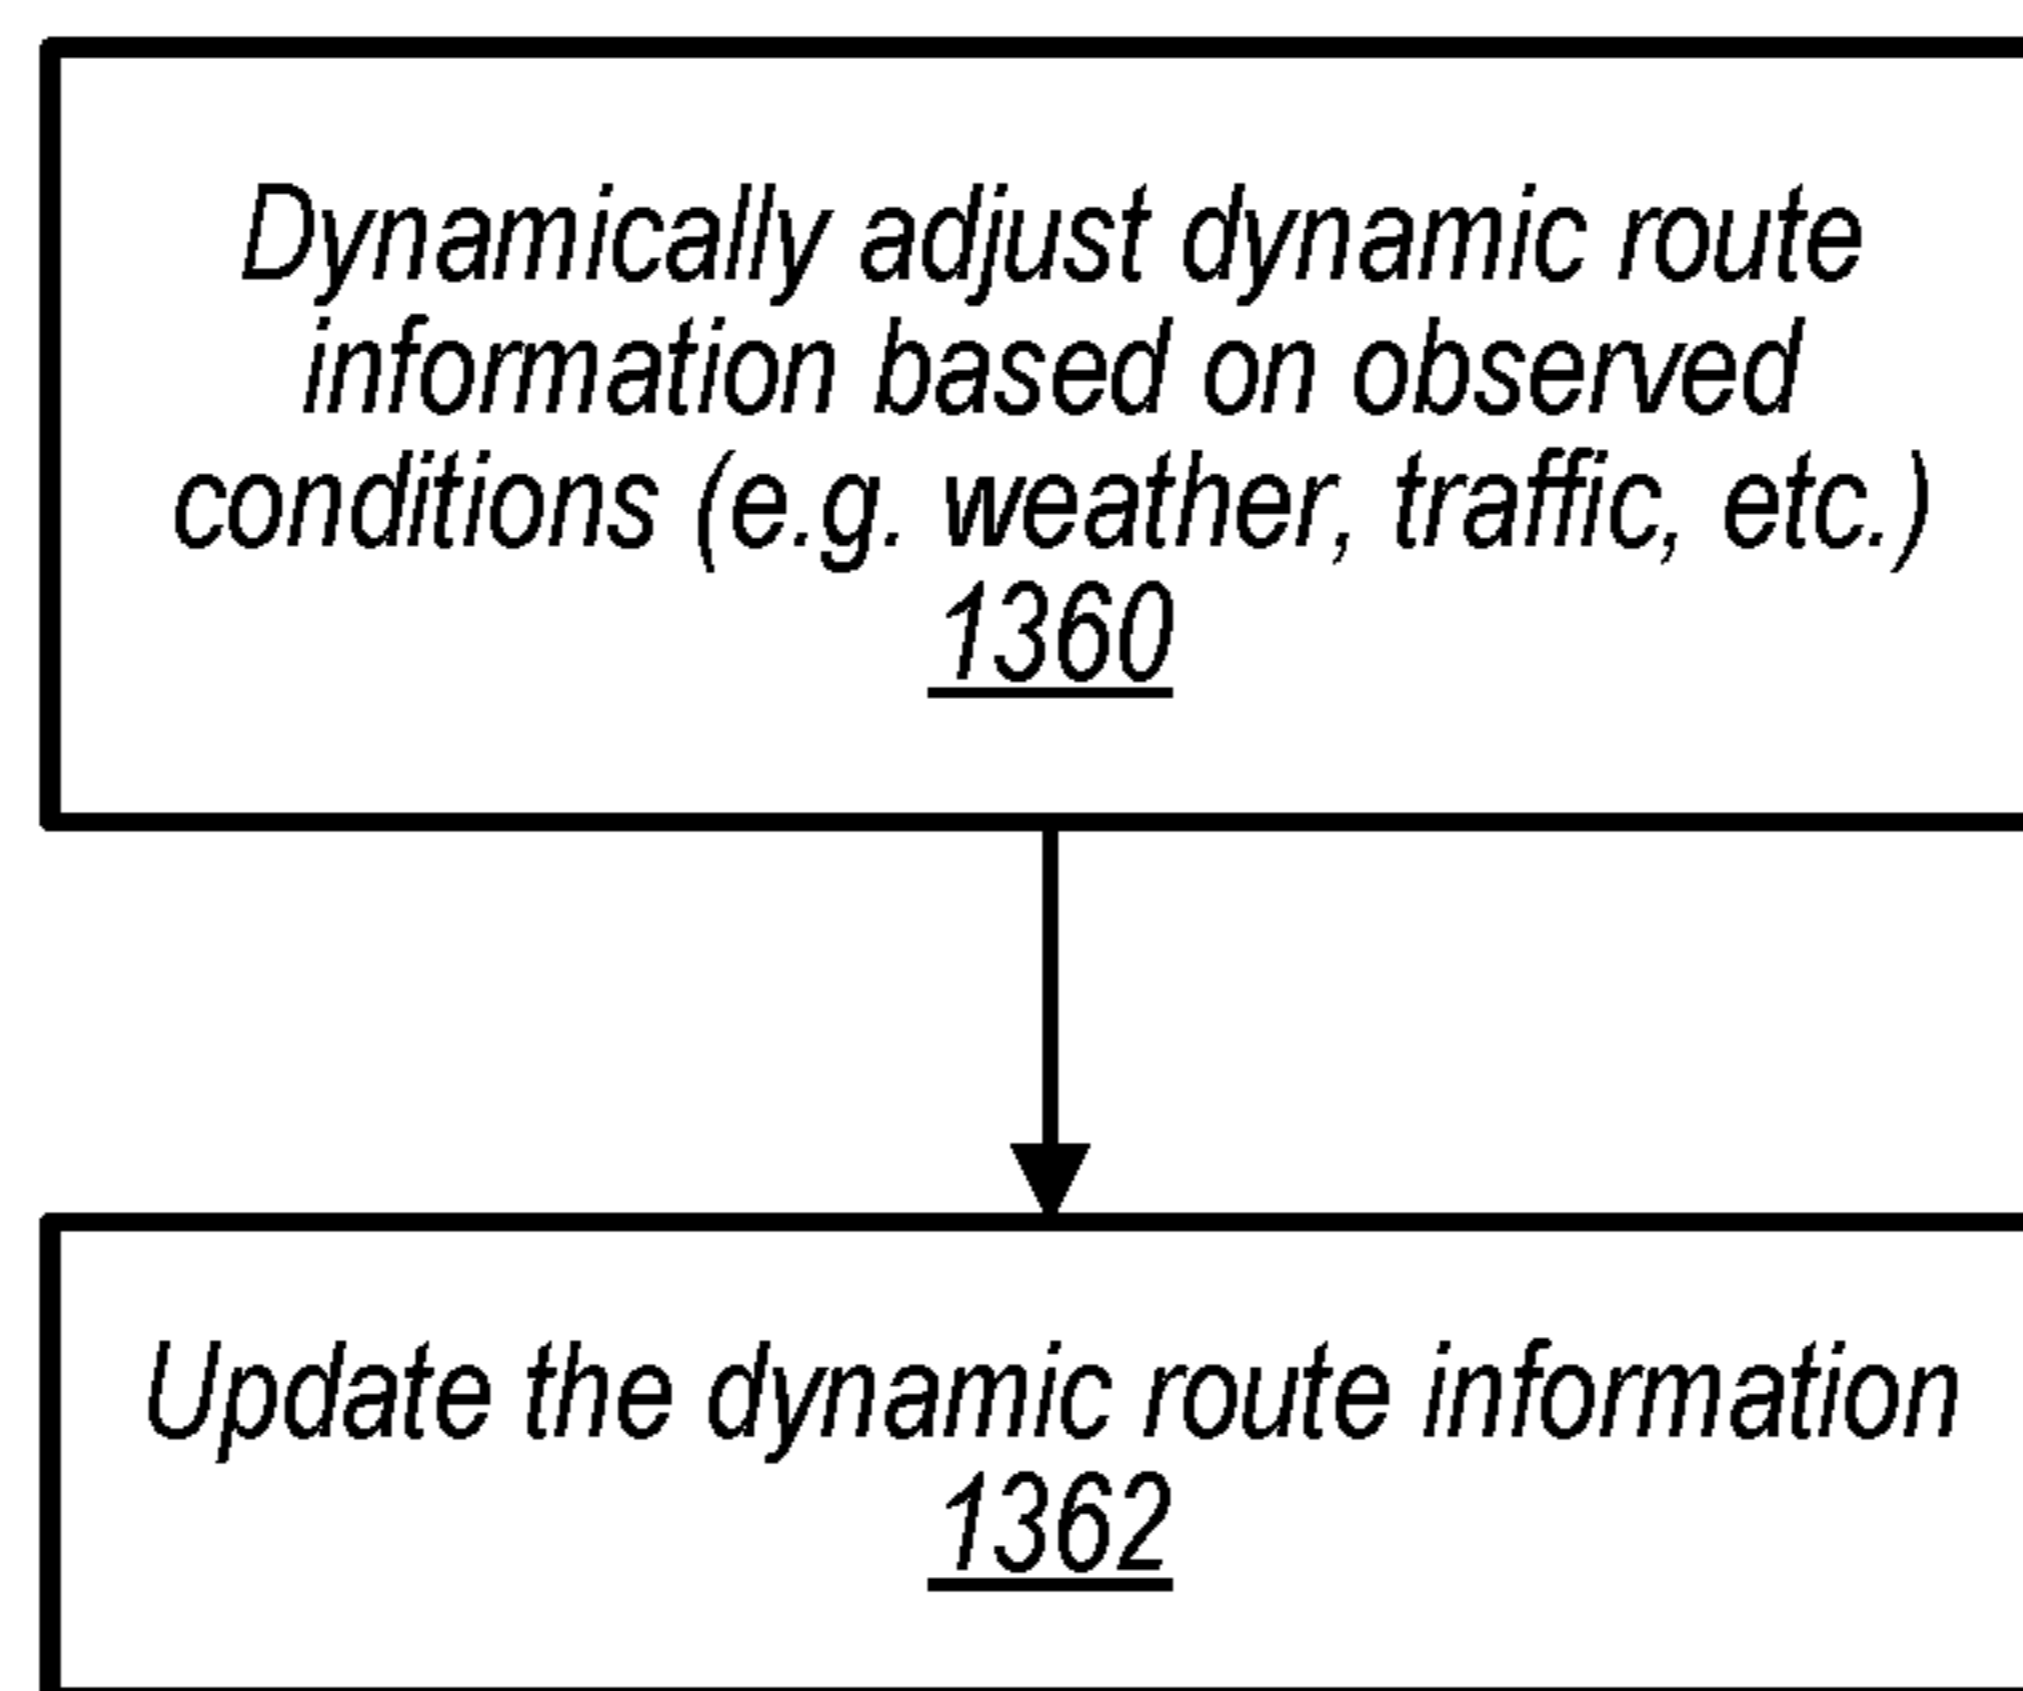 Dynamically adjust dynamic route
information based on observed
conditions (e.g. weather, traffic, etc.)
1360
Update the dynamic route information
1362